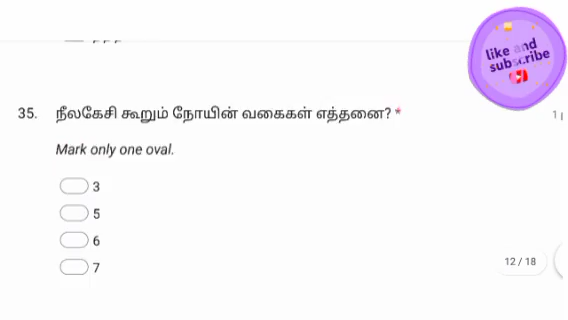 like and
subscribe
35. நீலகேசி கூறும் நோயின் வகைகள் எத்தனை? *
Mark only one oval.
3
5
6
7
12 / 18